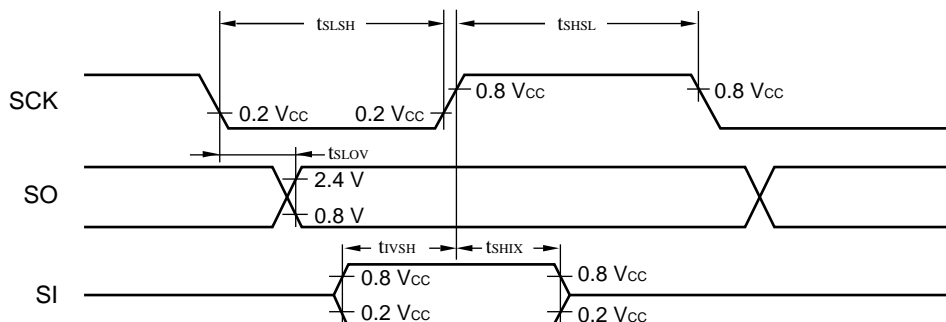 tSLSH tSHSL
SCK 0.2 VCC 0.2 VCC 0.8 VCC 0.8 VCC
tSLOV
SO 2.4 V
0.8 V
tIVSH tSHIX
0.8 VCC 0.8 VCC
SI
0.2 VCC 0.2 VCC